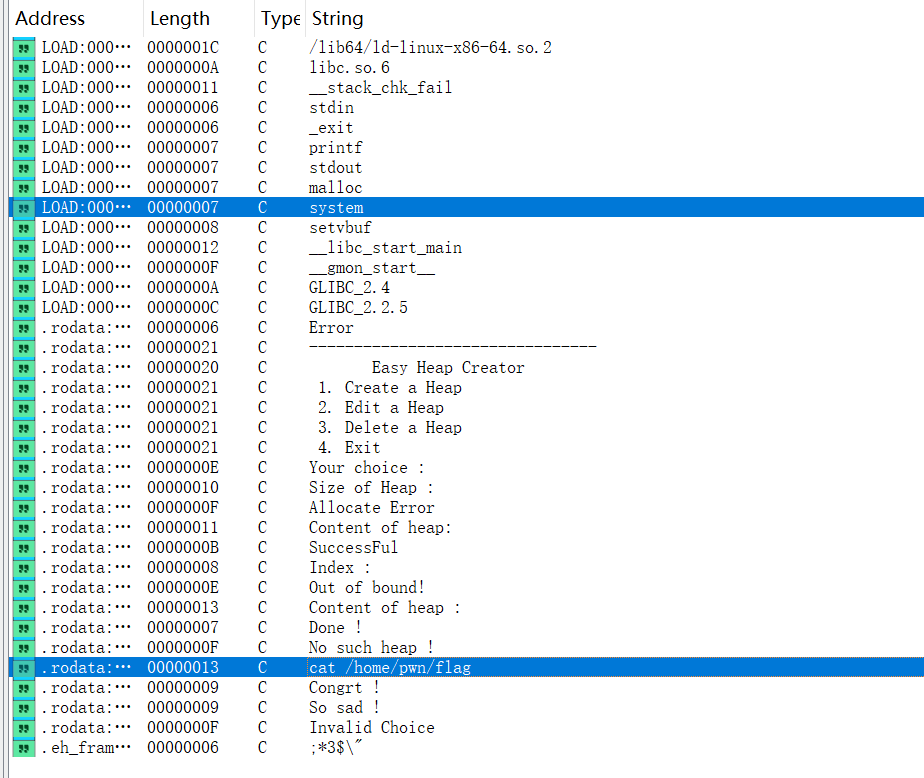 Address Length Type String
LOAD:000… 0000001C C /lib64/ld-linux-x86-64.so.2
LOAD:000… 0000000A C libc.so.6
LOAD:000… 00000011 C __stack_chk_fail
LOAD:000… 00000006 C stdin
LOAD:000… 00000006 C _exit
LOAD:000… 00000007 C printf
LOAD:000… 00000007 C stdout
LOAD:000… 00000007 C malloc
LOAD:000… 00000007 C system
LOAD:000… 00000008 C setvbuf
LOAD:000… 00000012 C __libc_start_main
LOAD:000… 0000000F C __gmon_start__
LOAD:000… 0000000A C GLIBC_2.4
LOAD:000… 0000000C C GLIBC_2.2.5
.rodata:… 00000006 C Error
.rodata:… 00000021 C --------------------------------
.rodata:… 00000020 C Easy Heap Creator
.rodata:… 00000021 C 1. Create a Heap
.rodata:… 00000021 C 2. Edit a Heap
.rodata:… 00000021 C 3. Delete a Heap
.rodata:… 00000021 C 4. Exit
.rodata:… 0000000E C Your choice :
.rodata:… 00000010 C Size of Heap :
.rodata:… 0000000F C Allocate Error
.rodata:… 00000011 C Content of heap:
.rodata:… 0000000B C SuccessFul
.rodata:… 00000008 C Index :
.rodata:… 0000000E C Out of bound!
.rodata:… 00000013 C Content of heap :
.rodata:… 00000007 C Done !
.rodata:… 0000000F C No such heap !
.rodata:… 00000013 C cat /home/pwn/flag
.rodata:… 00000009 C Congrt !
.rodata:… 00000009 C So sad !
.rodata:… 0000000F C Invalid Choice
.eh_fram… 00000006 C ;*3$\"